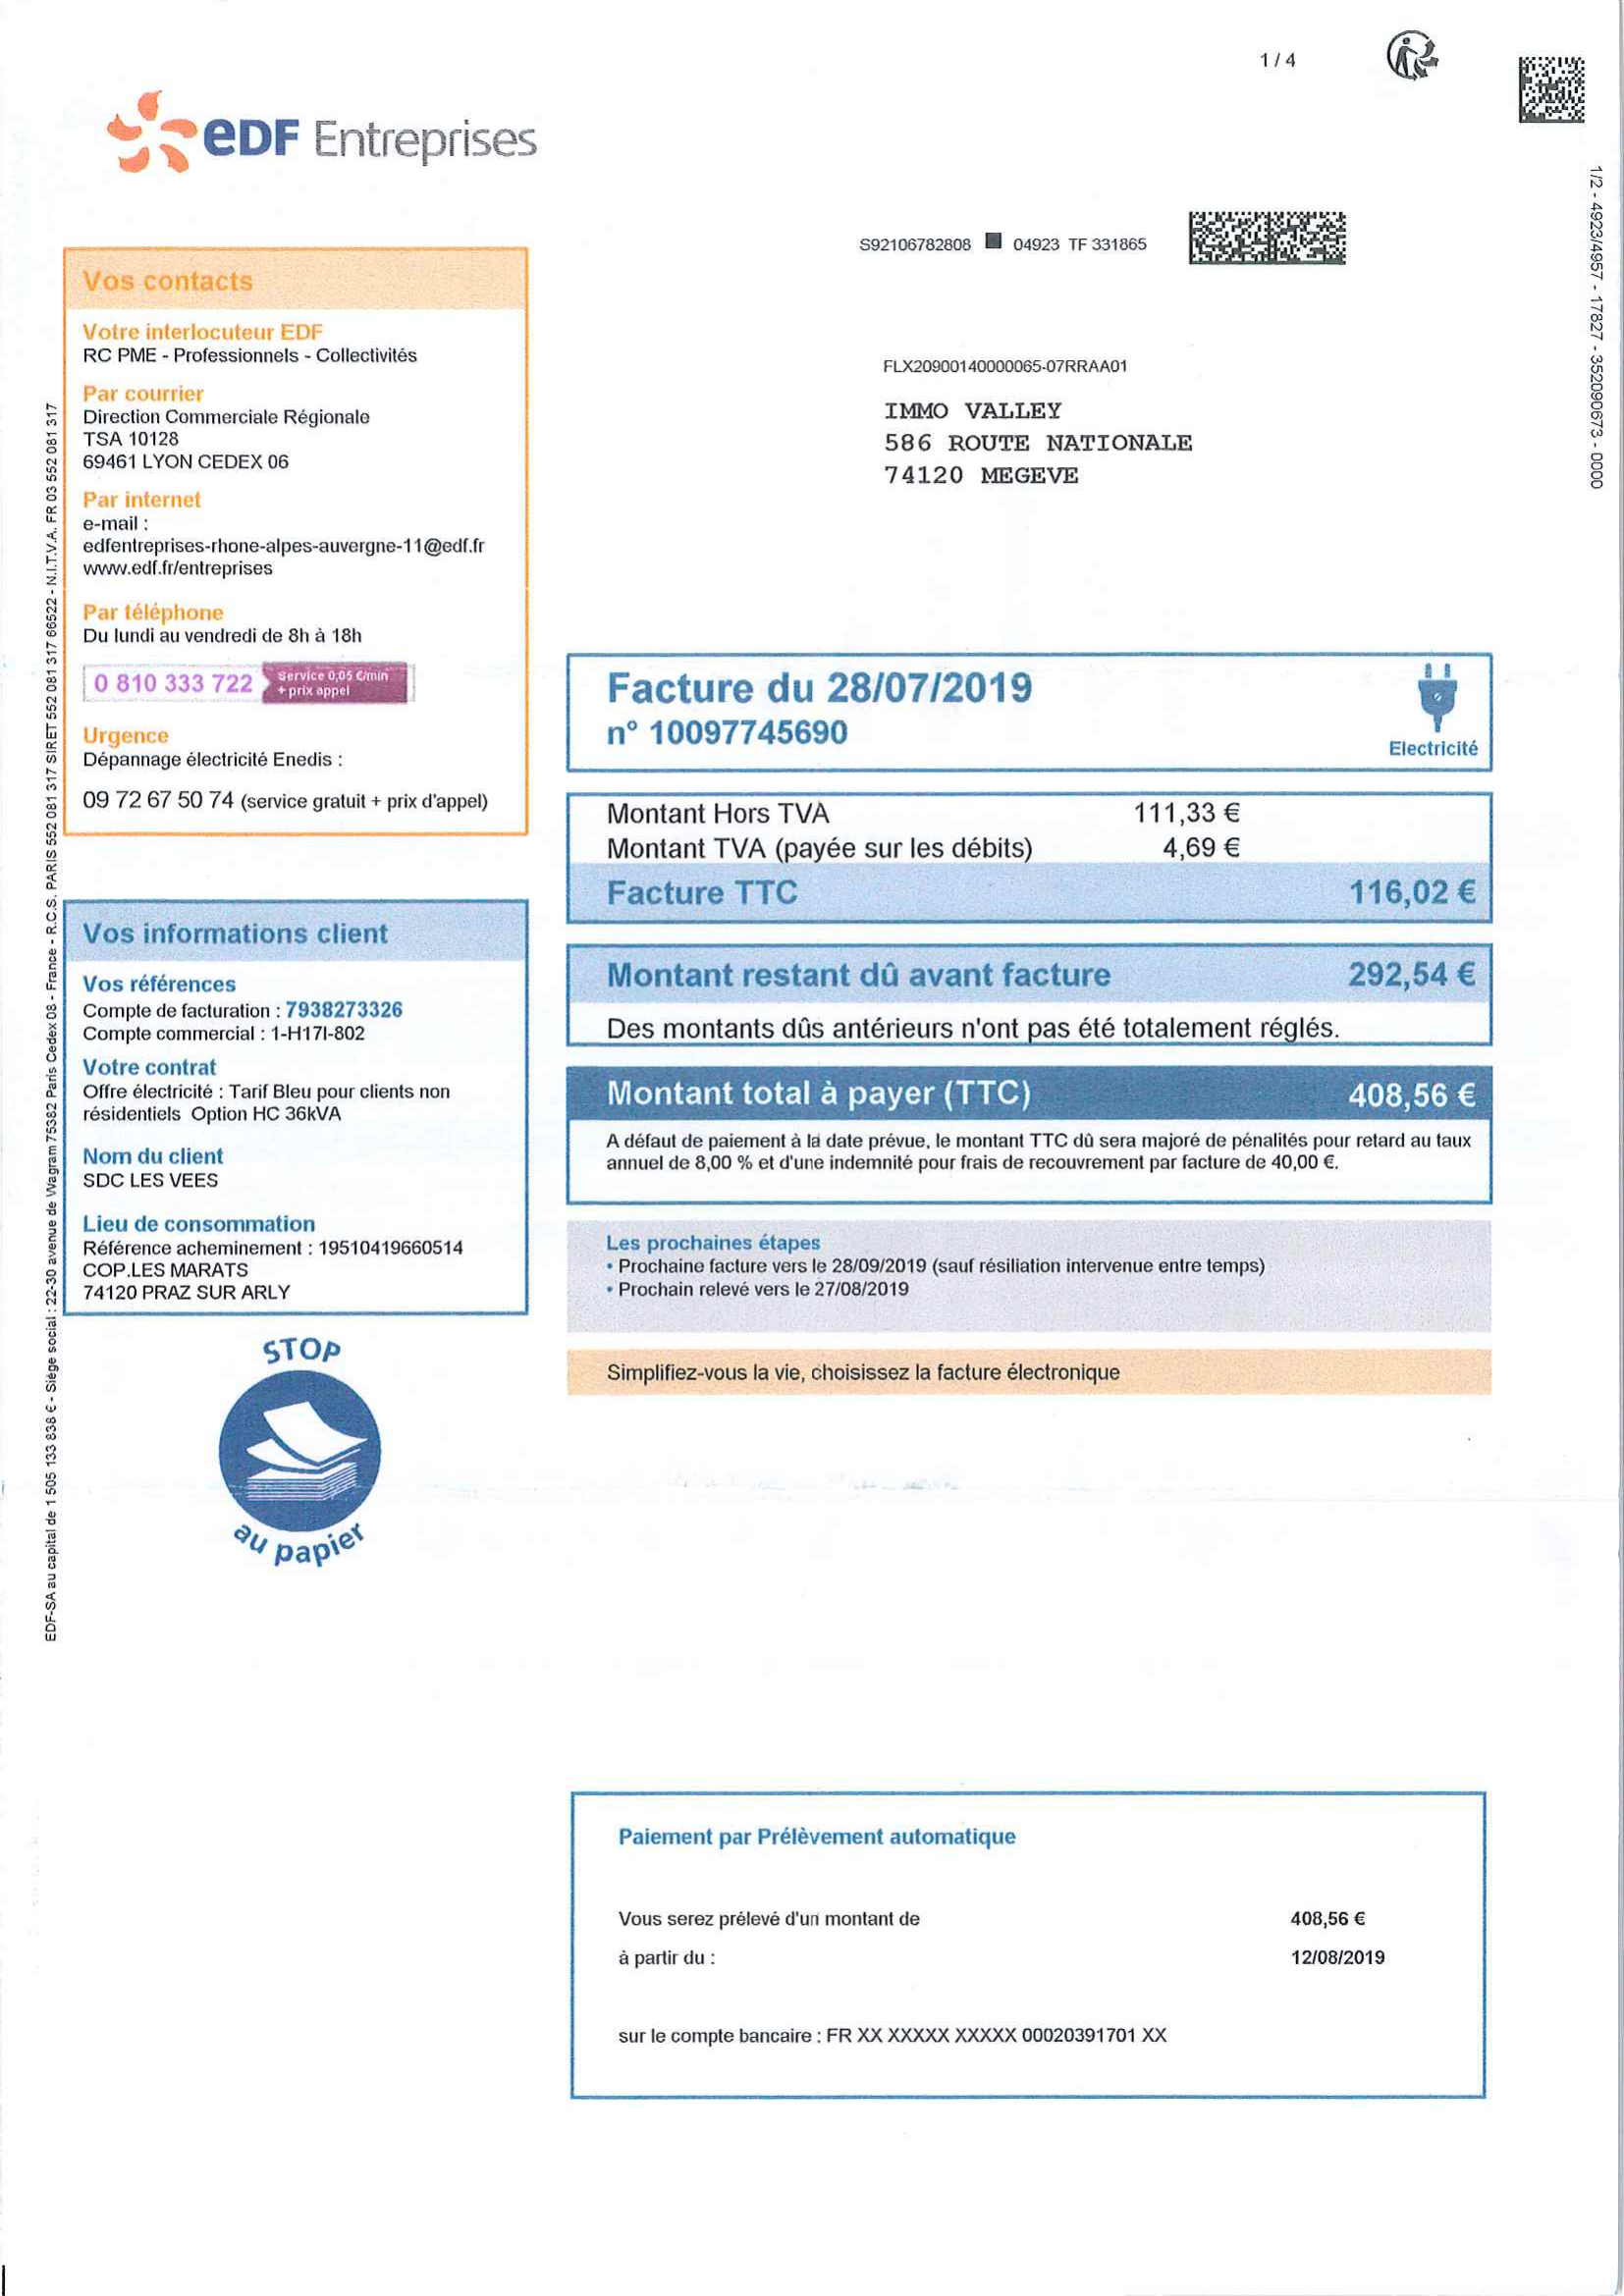 1 / 4
eDF Entreprises
S92106782808 04923 TF 331865
1/2 - 4923/4957 - 17827 - 352090673 - 0000
FLX20900140000065-07RRAA01
IMMO VALLEY
586 ROUTE NATIONALE
74120 MEGEVE
Vos contacts
Votre interlocuteur EDF
RC PME - Professionnels - Collectivités
Par courrier
Direction Commerciale Régionale
TSA 10128
69461 LYON CEDEX 06
Par internet
e-mail :
edfentreprises-rhone-alpes-auvergne-11@edf.fr
www.edf.fr/entreprises
Par téléphone
Du lundi au vendredi de 8h à 18h
0 810 333 722
Service 0,05 €/min
+ prix appel
Urgence
Dépannage électricité Enedis :
09 72 67 50 74 (service gratuit + prix d'appel)
Vos informations client
Vos références
Compte de facturation : 7938273326
Compte commercial : 1-H17I-802
Votre contrat
Offre électricité : Tarif Bleu pour clients non
résidentiels Option HC 36kVA
Nom du client
SDC LES VEES
Lieu de consommation
Référence acheminement : 19510419660514
COP.LES MARATS
74120 PRAZ SUR ARLY
STOP
au papier
EDF-SA au capital de 1 505 133 838 € - Siège social : 22-30 avenue de Wagram 75382 Paris Cedex 08 - France - R.C.S. PARIS 552 081 317 SIRET 552 081 317 66522 - N.I.T.V.A. FR 03 552 081 317
Facture du 28/07/2019
n° 10097745690
Electricité
Montant Hors TVA 111,33 €
Montant TVA (payée sur les débits) 4,69 €
Facture TTC 116,02 €
Montant restant dû avant facture 292,54 €
Des montants dûs antérieurs n'ont pas été totalement réglés.
Montant total à payer (TTC) 408,56 €
A défaut de paiement à la date prévue, le montant TTC dû sera majoré de pénalités pour retard au taux
annuel de 8,00 % et d'une indemnité pour frais de recouvrement par facture de 40,00 €.
Les prochaines étapes
• Prochaine facture vers le 28/09/2019 (sauf résiliation intervenue entre temps)
• Prochain relevé vers le 27/08/2019
Simplifiez-vous la vie, choisissez la facture électronique
Paiement par Prélèvement automatique
Vous serez prélevé d'un montant de 408,56 €
à partir du : 12/08/2019
sur le compte bancaire : FR XX XXXXX XXXXX 00020391701 XX